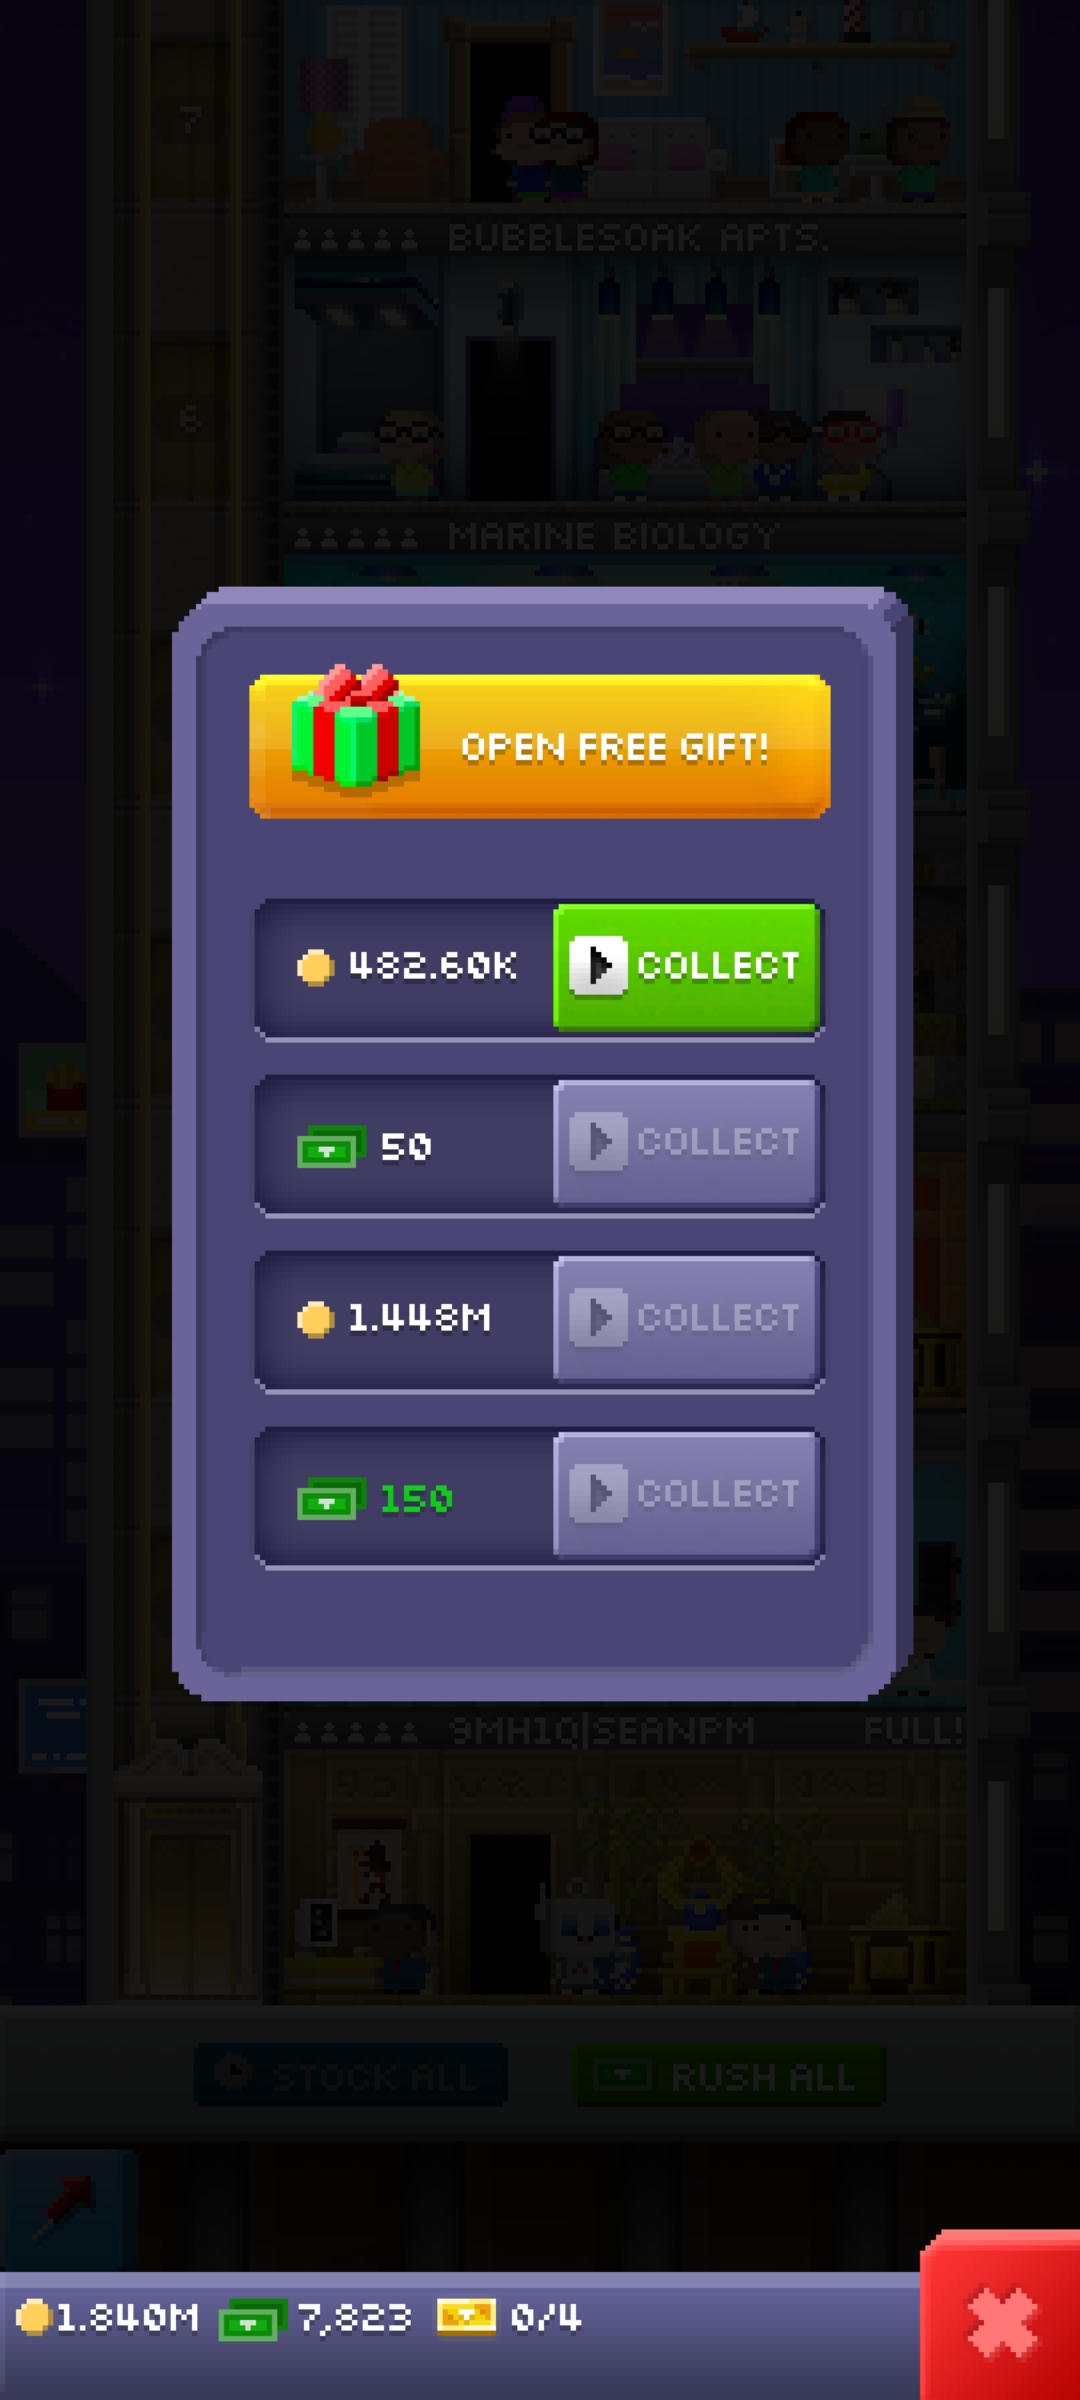 7
BUBBLESOAK APTS.
6
MARINE BIOLOGY
OPEN FREE GIFT!
482.60K COLLECT
50 COLLECT
1.448M COLLECT
150 COLLECT
9MH1Q|SEANPM FULL!
STOCK ALL RUSH ALL
1.840M 7,823 0/4